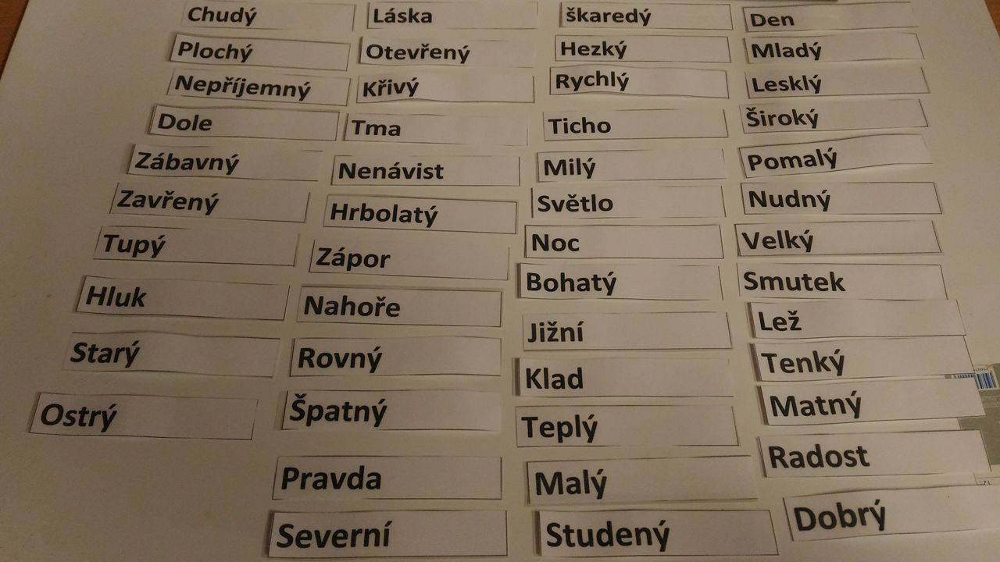 Chudý
Plochý
Nepříjemný
Dole
Zábavný
Zavřený
Tupý
Hluk
Starý
Ostrý
Láska
Otevřený
Křivý
Tma
Nenávist
Hrbolatý
Zápor
Nahoře
Rovný
Špatný
Pravda
Severní
škaredý
Hezký
Rychlý
Ticho
Milý
Světlo
Noc
Bohatý
Jižní
Klad
Teplý
Malý
Studený
Den
Mladý
Lesklý
Široký
Pomalý
Nudný
Velký
Smutek
Lež
Tenký
Matný
Radost
Dobrý